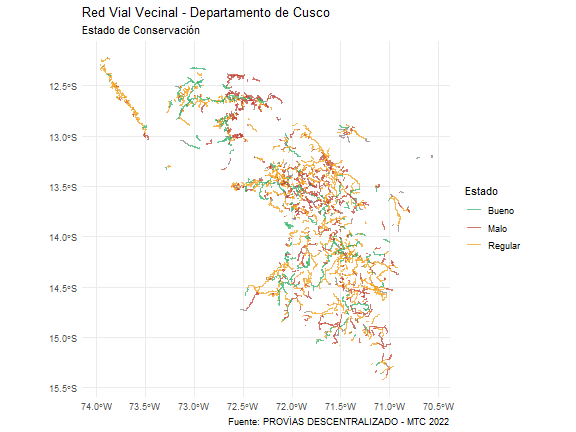 Red Vial Vecinal - Departamento de Cusco
Estado de Conservación
12.5°S
13.0°S
13.5°S
14.0°S
14.5°S
15.0°S
15.5°S
74.0°W
73.5°W
73.0°W
72.5°W
72.0°W
71.5°W
71.0°W
70.5°W
Estado
Bueno
Malo
Regular
Fuente: PROVÍAS DESCENTRALIZADO - MTC 2022